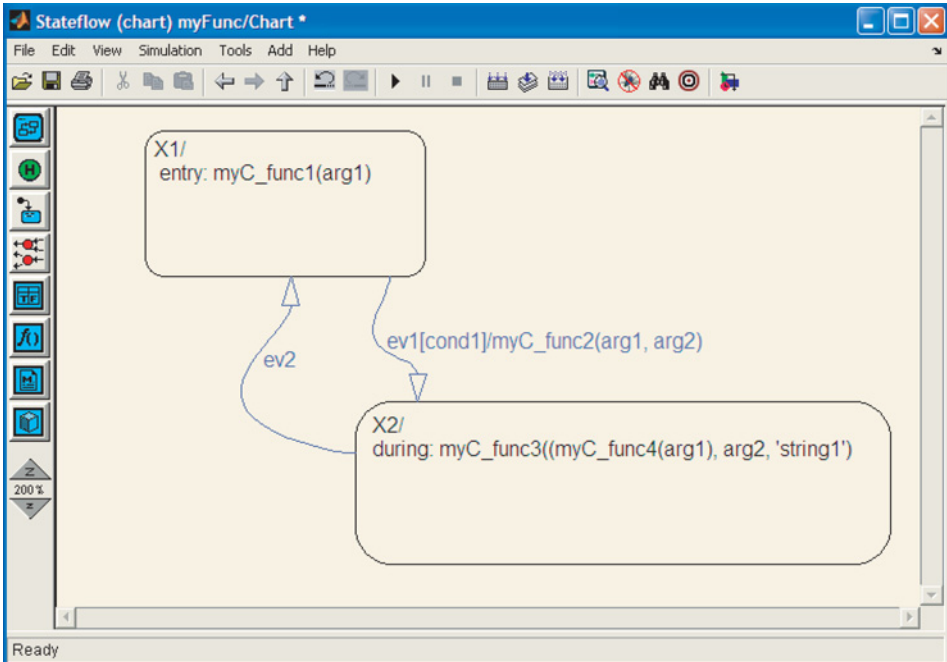 Stateflow (chart) myFunc/Chart *
File Edit View Simulation Tools Add Help
X1/
entry: myC_func1(arg1)
ev1[cond1]/myC_func2(arg1, arg2)
ev2
X2/
during: myC_func3((myC_func4(arg1), arg2, 'string1')
H
TF
f()
M
Z
200%
Z
Ready